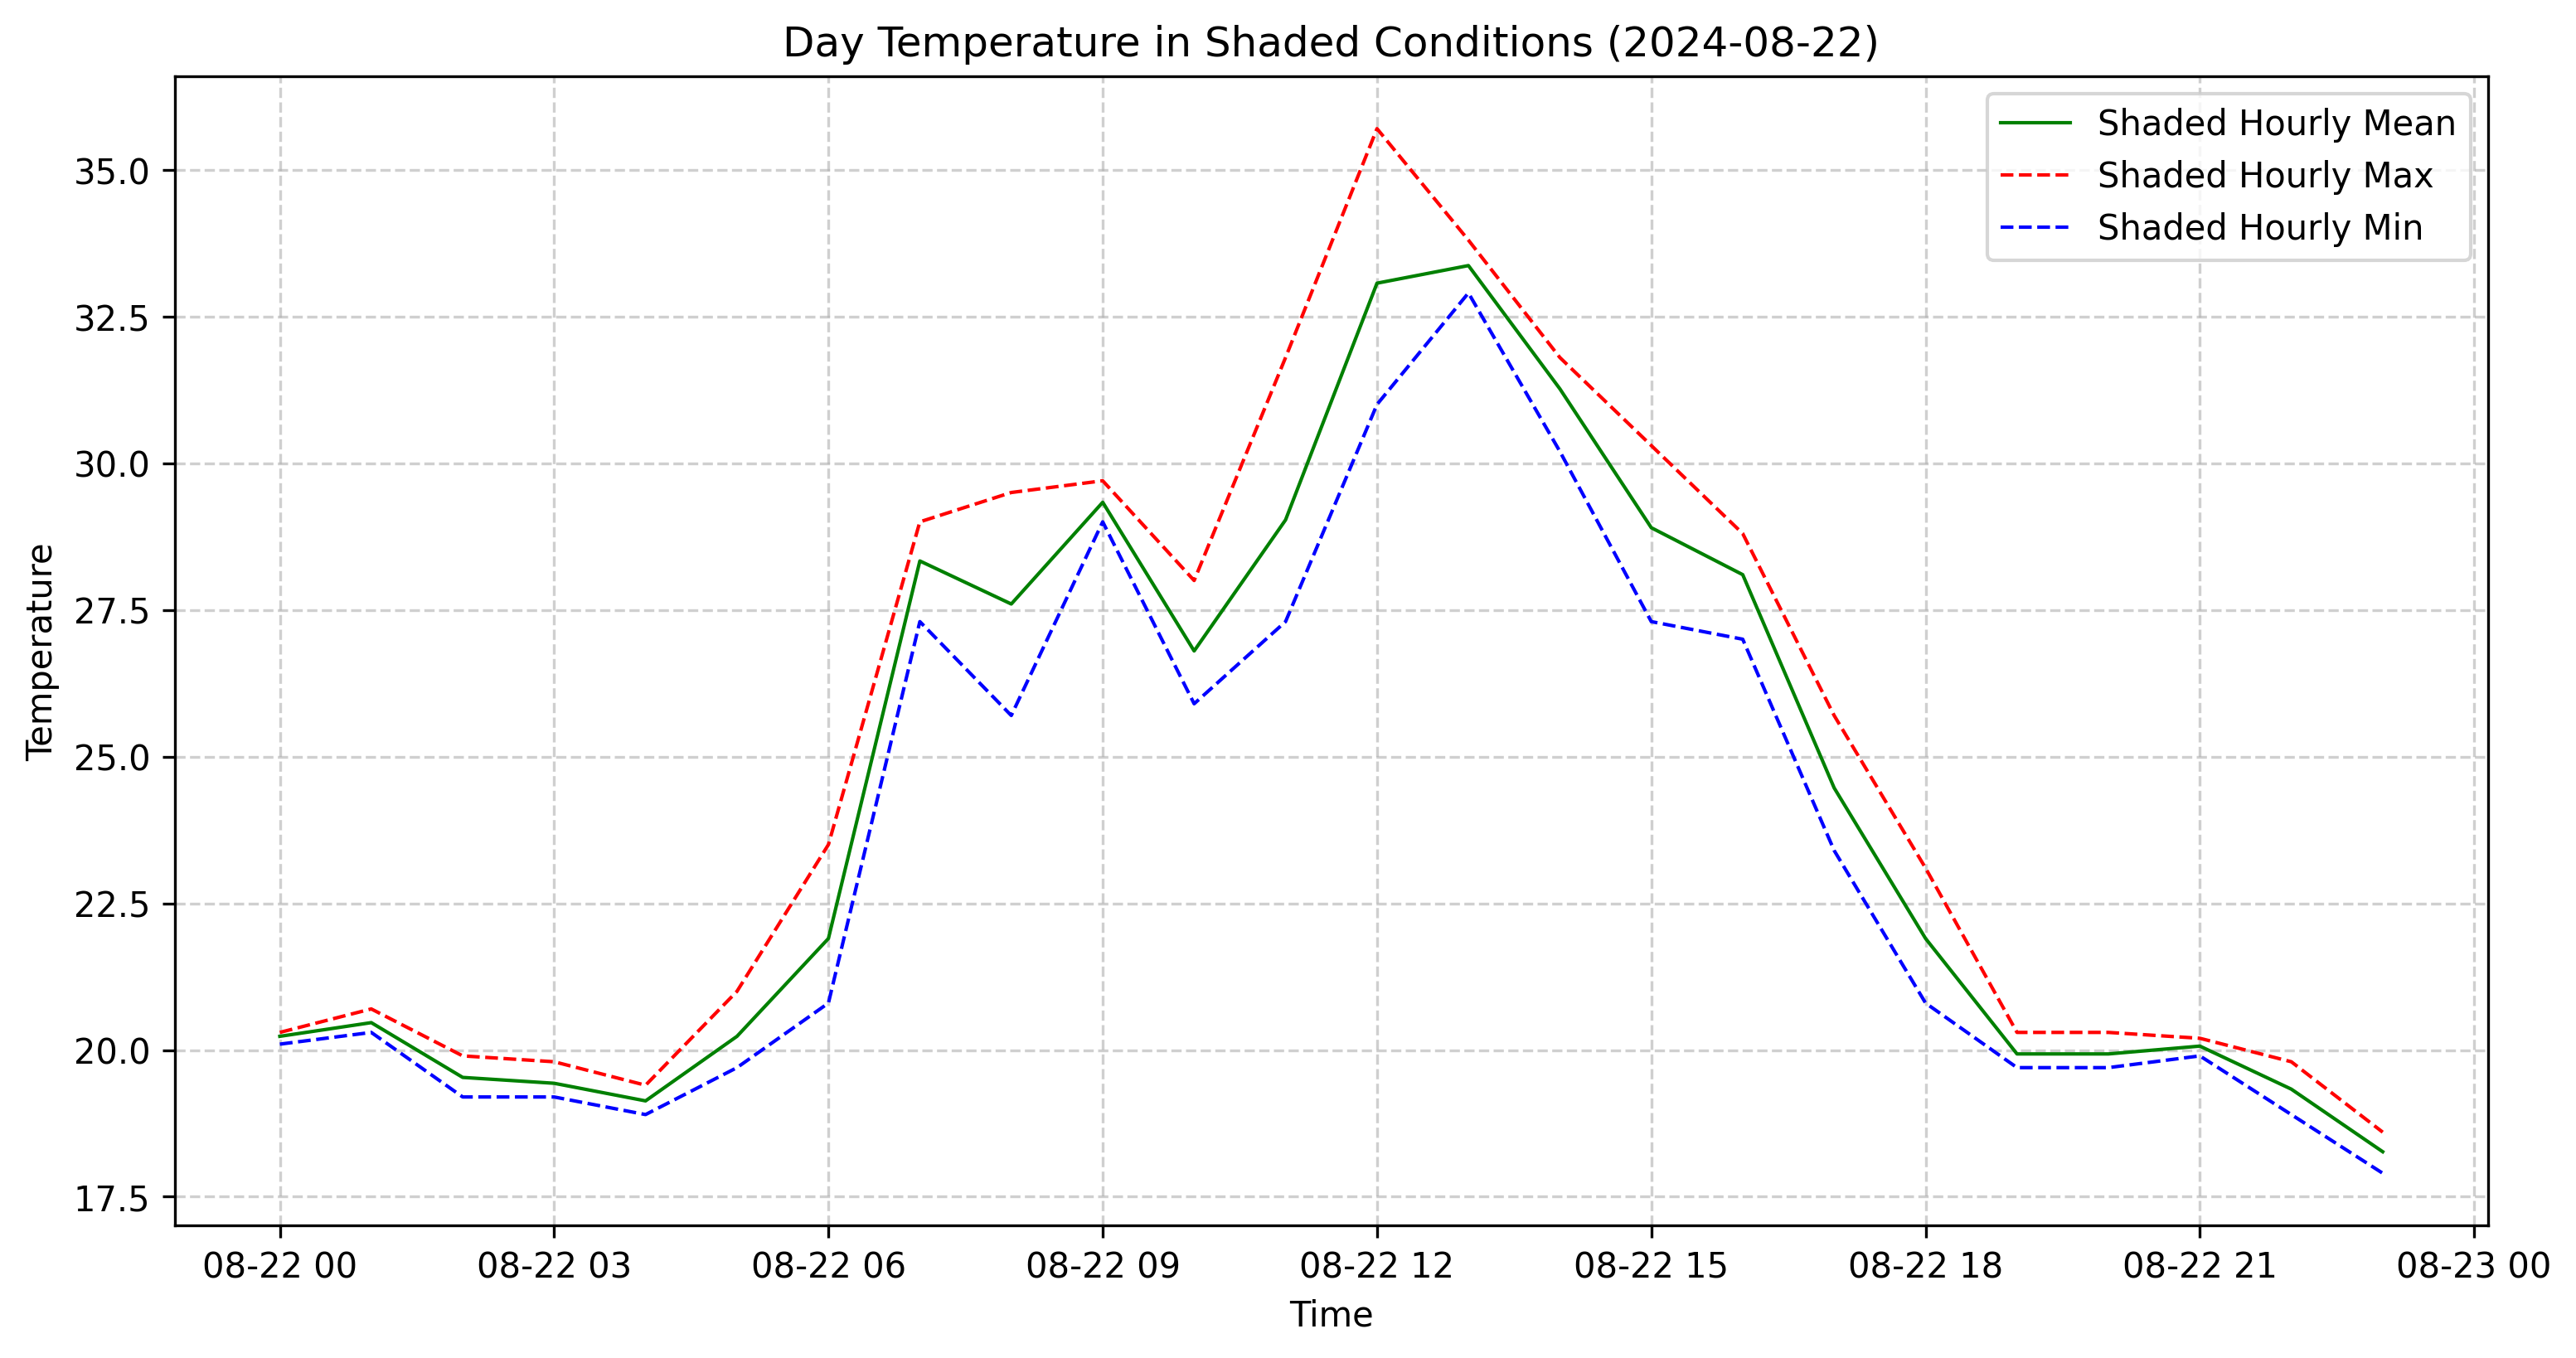 Day Temperature in Shaded Conditions (2024-08-22)
Shaded Hourly Mean
Shaded Hourly Max
Shaded Hourly Min
35.0
32.5
30.0
27.5
25.0
22.5
20.0
17.5
Temperature
08-22 00 08-22 03 08-22 06 08-22 09 08-22 12 08-22 15 08-22 18 08-22 21 08-23 00
Time